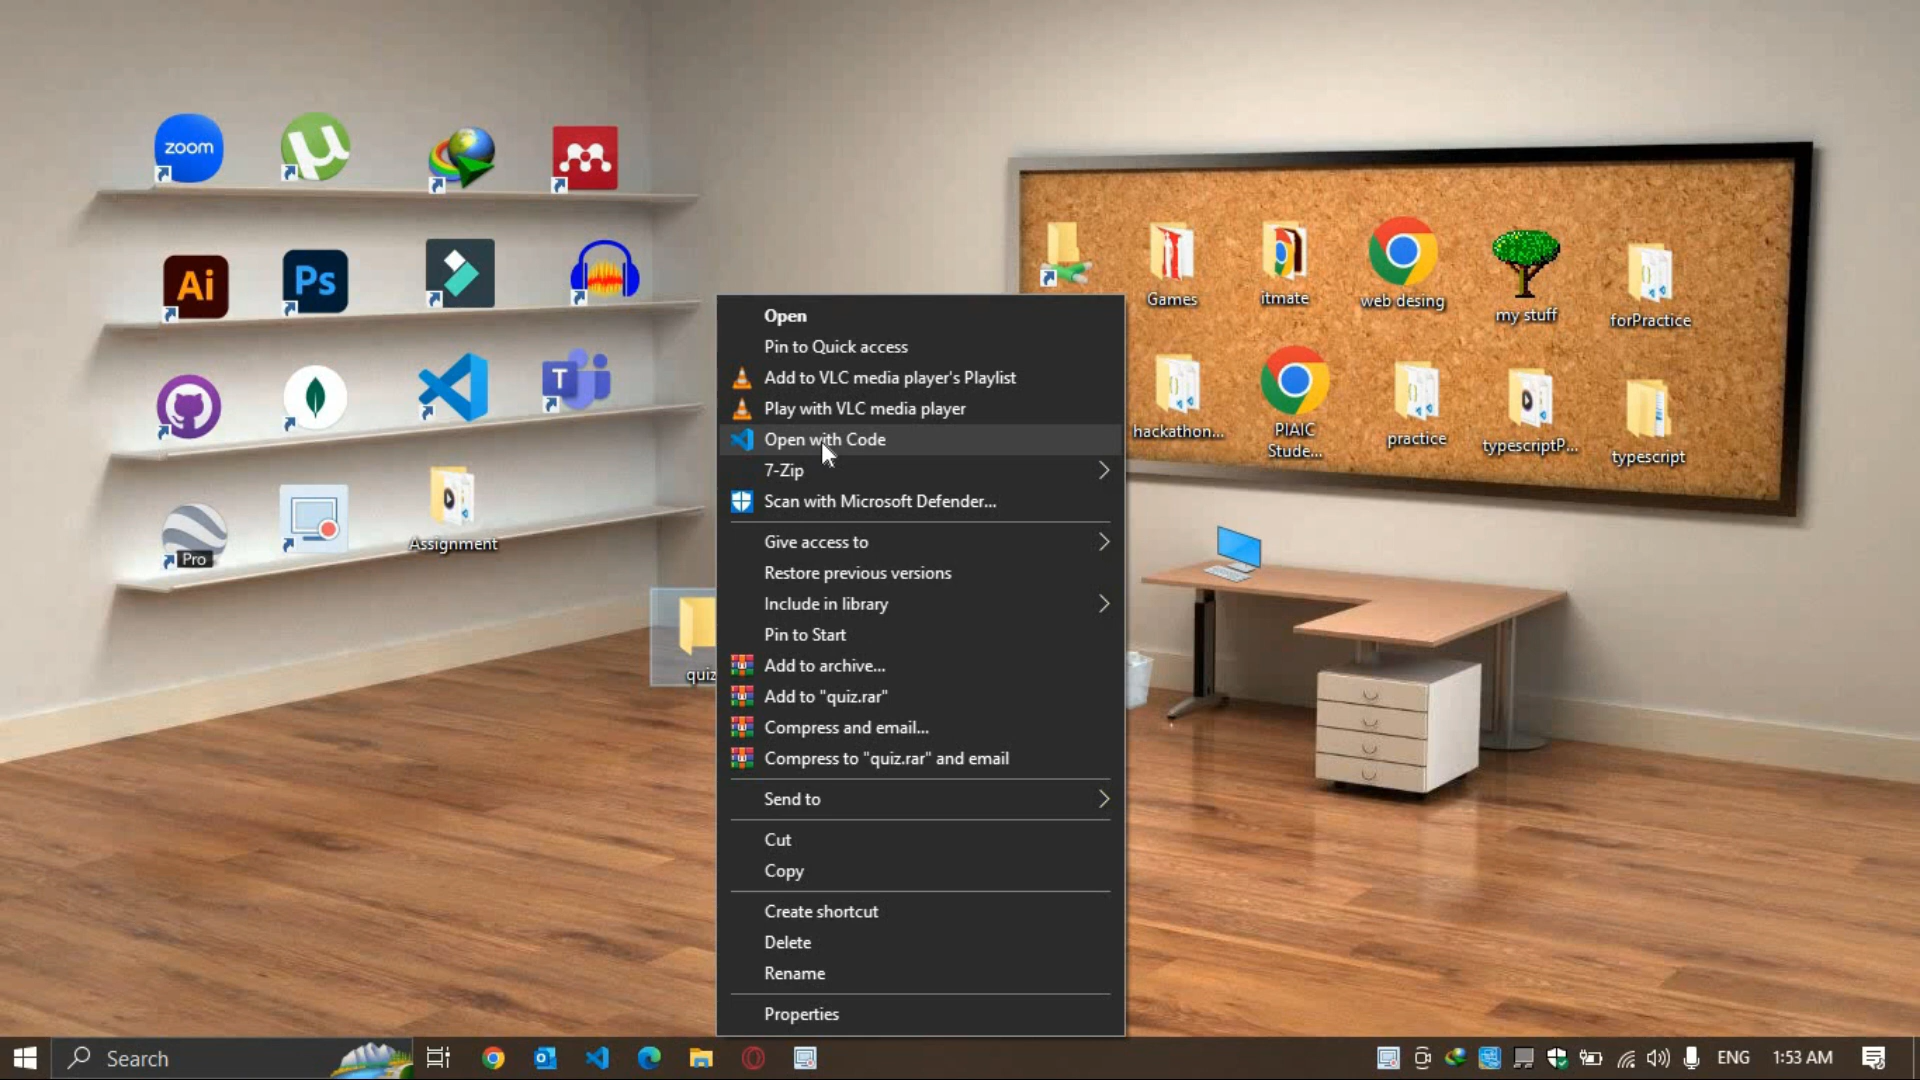 zoom
Ai
Ps
T
Pro
Assignment
quiz
Games
itmate
web desing
my stuff
forPractice
hackathon...
PIAIC
Stude...
practice
typescriptP...
typescript
Open
Pin to Quick access
Add to VLC media player's Playlist
Play with VLC media player
Open with Code
7-Zip
Scan with Microsoft Defender...
Give access to
Restore previous versions
Include in library
Pin to Start
Add to archive...
Add to "quiz.rar"
Compress and email...
Compress to "quiz.rar" and email
Send to
Cut
Copy
Create shortcut
Delete
Rename
Properties
Search
ENG
1:53 AM